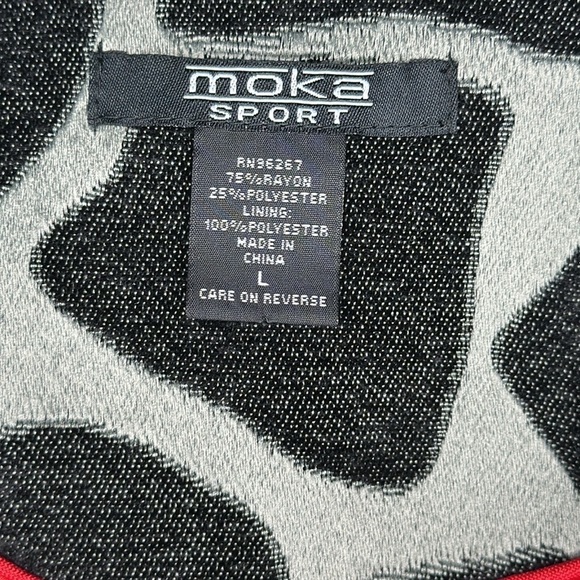 moka
SPORT
RN96267
75%RAYON
25%POLYESTER
LINING:
100%POLYESTER
MADE IN
CHINA
L
CARE ON REVERSE